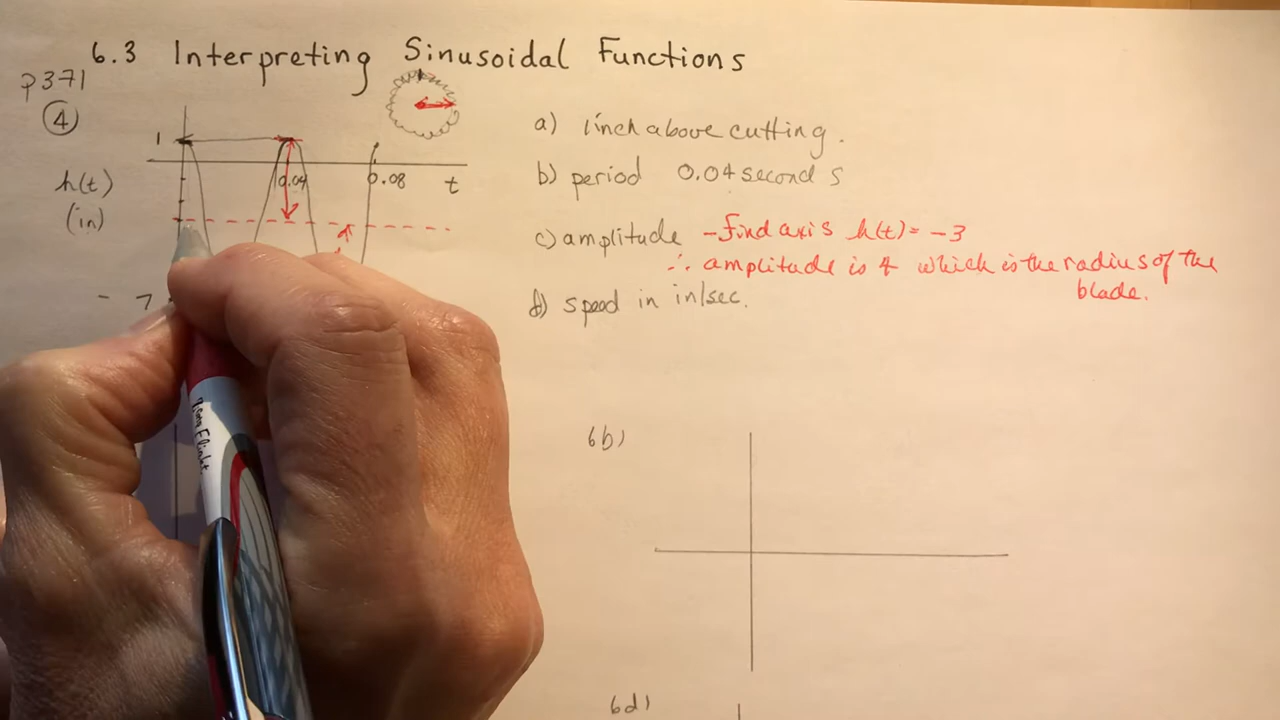 6.3 Interpreting Sinusoidal Functions
p371
4
1
h(t)
(in)
0.04
0.08
t
- 7
a) 1 inch above cutting.
b) period 0.04 seconds
c) amplitude - find axis h(t) = -3
∴ amplitude is 4 which is the radius of the
blade.
d) speed in in/sec.
6b)
6d)